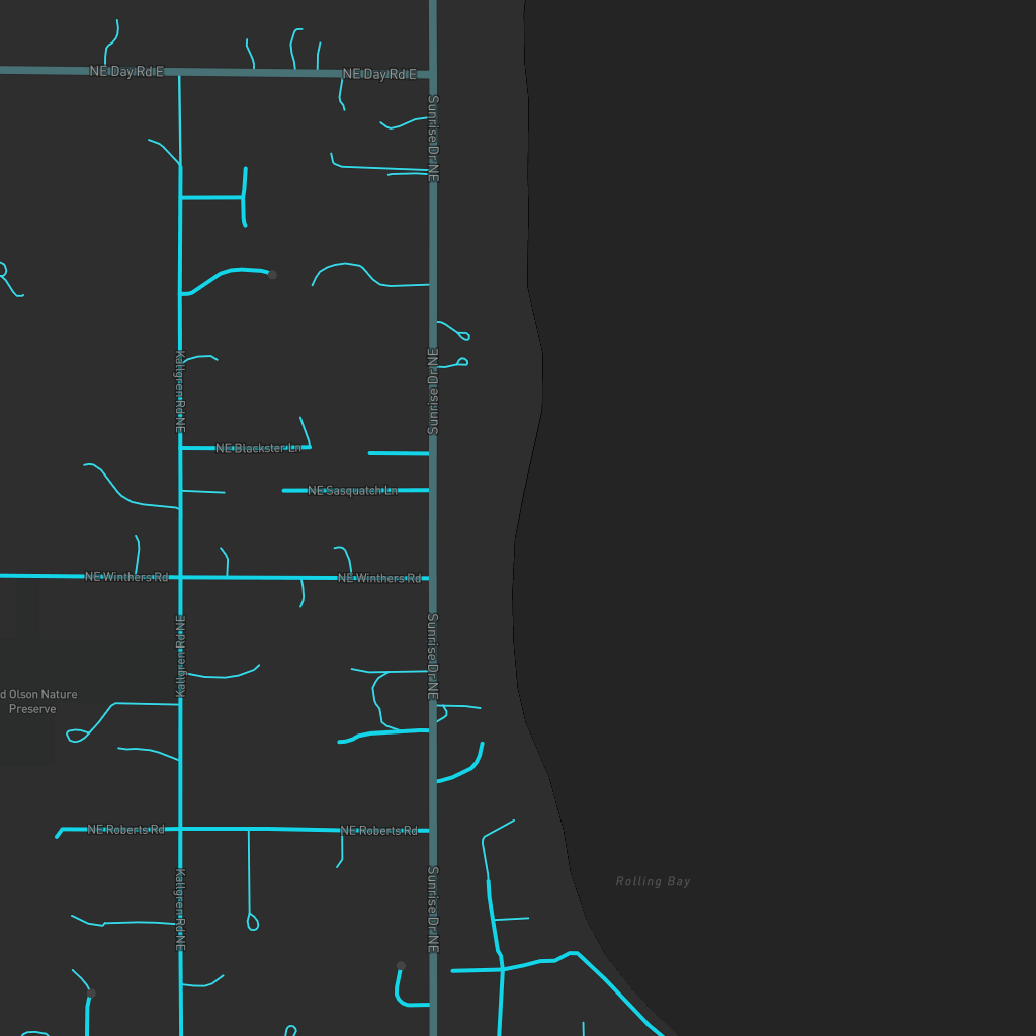 NE Day Rd E
NE Day Rd E
Sunrise Dr NE
Kallgren Rd NE
Sunrise Dr NE
NE Blackster Ln
NE Sasquatch Ln
NE Winthers Rd
NE Winthers Rd
Kallgren Rd NE
Sunrise Dr NE
d Olson Nature
Preserve
NE Roberts Rd
NE Roberts Rd
Kallgren Rd NE
Sunrise Dr NE
Rolling Bay